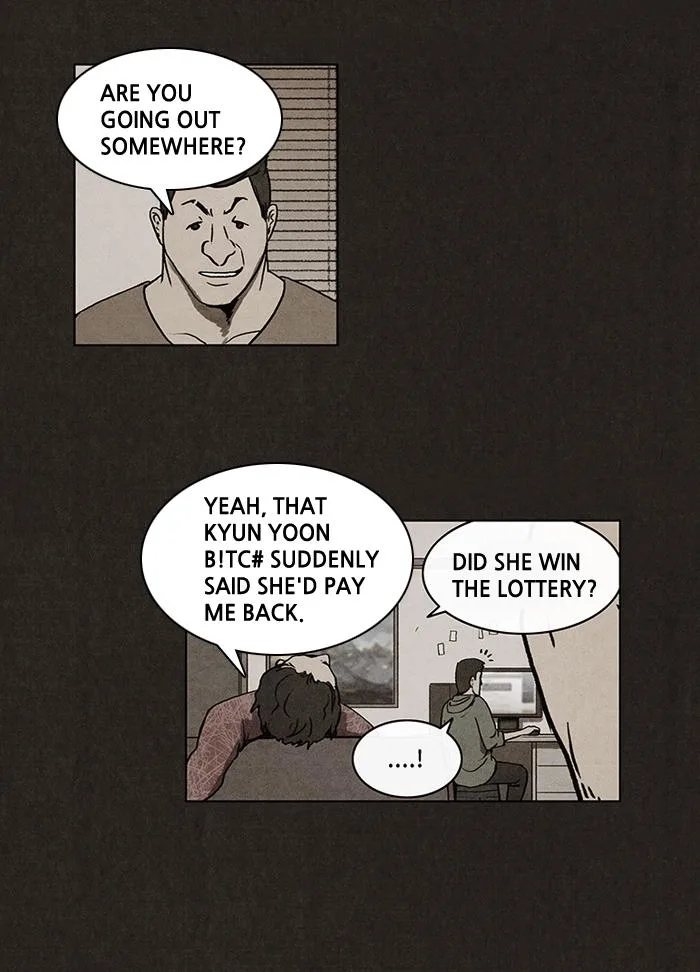 ARE YOU
GOING OUT
SOMEWHERE?
YEAH, THAT
KYUN YOON
B!TC# SUDDENLY
SAID SHE'D PAY
ME BACK.
DID SHE WIN
THE LOTTERY?
....!